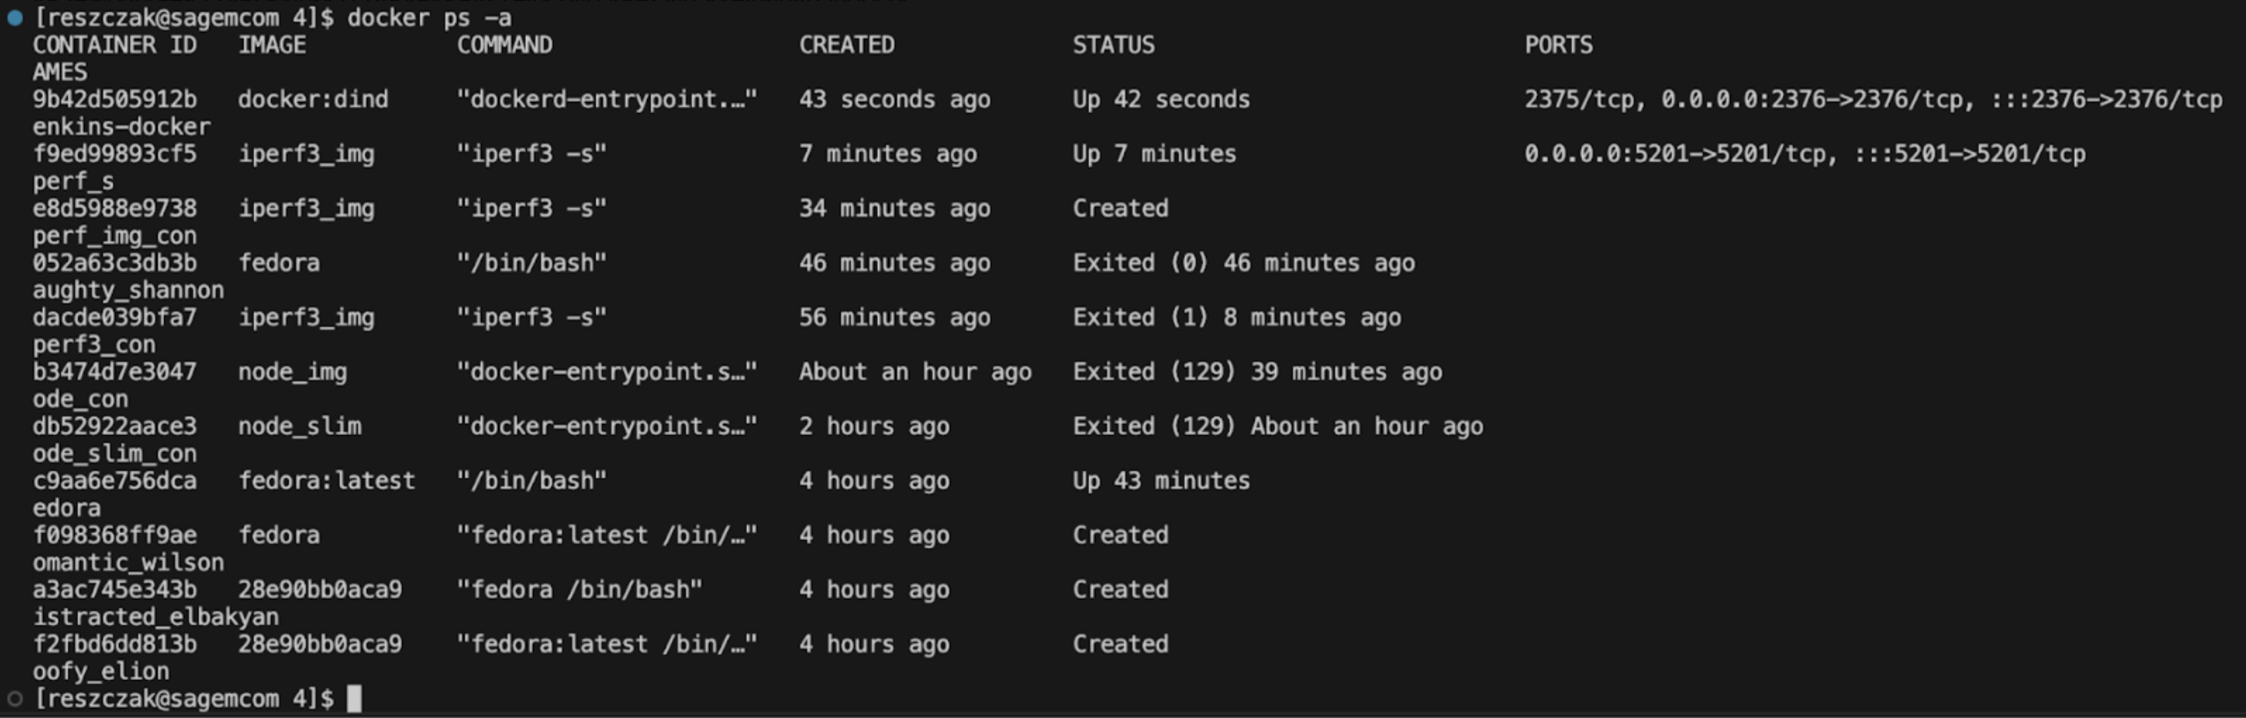 [reszczak@sagemcom 4]$ docker ps -a
CONTAINER ID   IMAGE           COMMAND                  CREATED             STATUS                           PORTS
AMES
9b42d505912b   docker:dind     "dockerd-entrypoint.…"   43 seconds ago      Up 42 seconds                    2375/tcp, 0.0.0.0:2376->2376/tcp, :::2376->2376/tcp
enkins-docker
f9ed99893cf5   iperf3_img      "iperf3 -s"              7 minutes ago       Up 7 minutes                     0.0.0.0:5201->5201/tcp, :::5201->5201/tcp
perf_s
e8d5988e9738   iperf3_img      "iperf3 -s"              34 minutes ago      Created
perf_img_con
052a63c3db3b   fedora          "/bin/bash"              46 minutes ago      Exited (0) 46 minutes ago
aughty_shannon
dacde039bfa7   iperf3_img      "iperf3 -s"              56 minutes ago      Exited (1) 8 minutes ago
perf3_con
b3474d7e3047   node_img        "docker-entrypoint.s…"   About an hour ago   Exited (129) 39 minutes ago
ode_con
db52922aace3   node_slim       "docker-entrypoint.s…"   2 hours ago         Exited (129) About an hour ago
ode_slim_con
c9aa6e756dca   fedora:latest   "/bin/bash"              4 hours ago         Up 43 minutes
edora
f098368ff9ae   fedora          "fedora:latest /bin/…"   4 hours ago         Created
omantic_wilson
a3ac745e343b   28e90bb0aca9    "fedora /bin/bash"       4 hours ago         Created
istracted_elbakyan
f2fbd6dd813b   28e90bb0aca9    "fedora:latest /bin/…"   4 hours ago         Created
oofy_elion
[reszczak@sagemcom 4]$